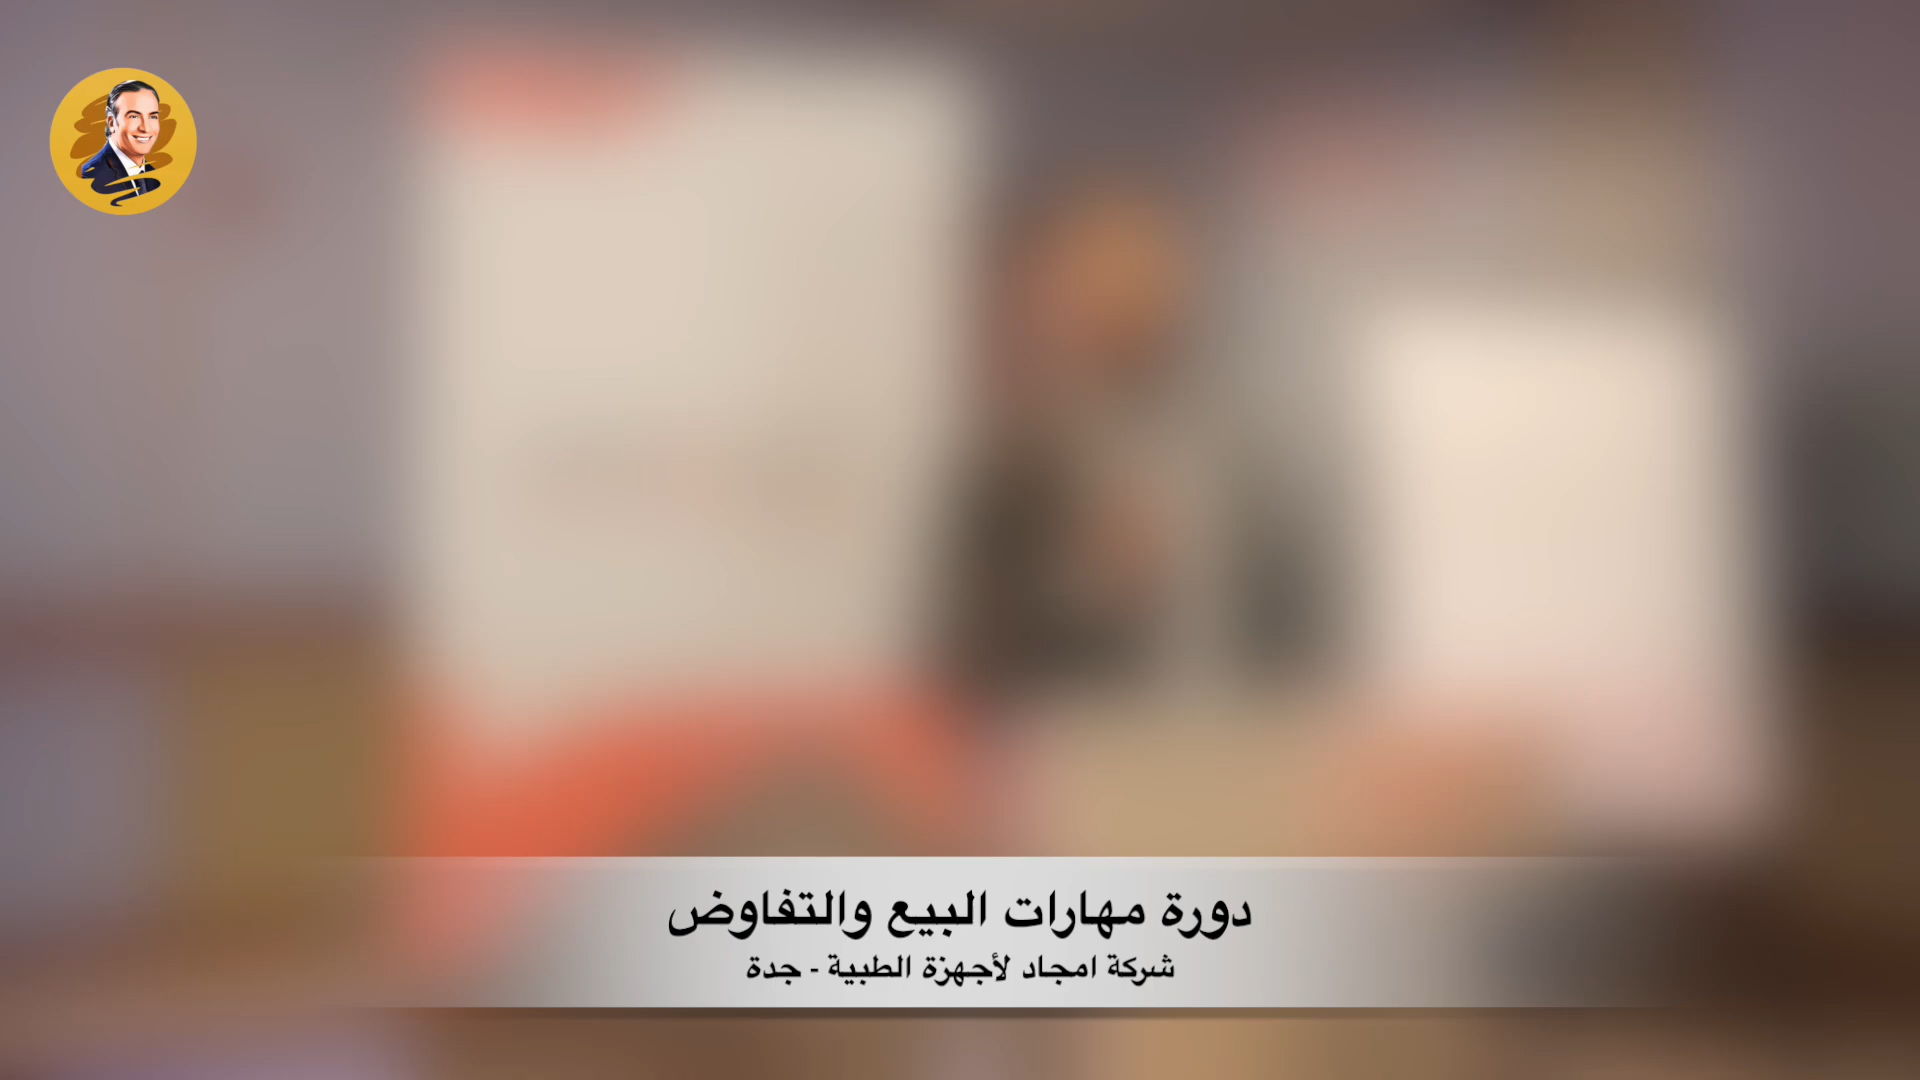 دورة مهارات البيع والتفاوض
شركة امجاد لأجهزة الطبية - جدة